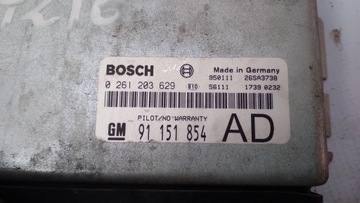 BOSCH Made in Germany
950111 26SA3738
0 261 203 629 W10 56111 1739 0232
PILOT/NO WARRANTY
GM 91 151 854 AD